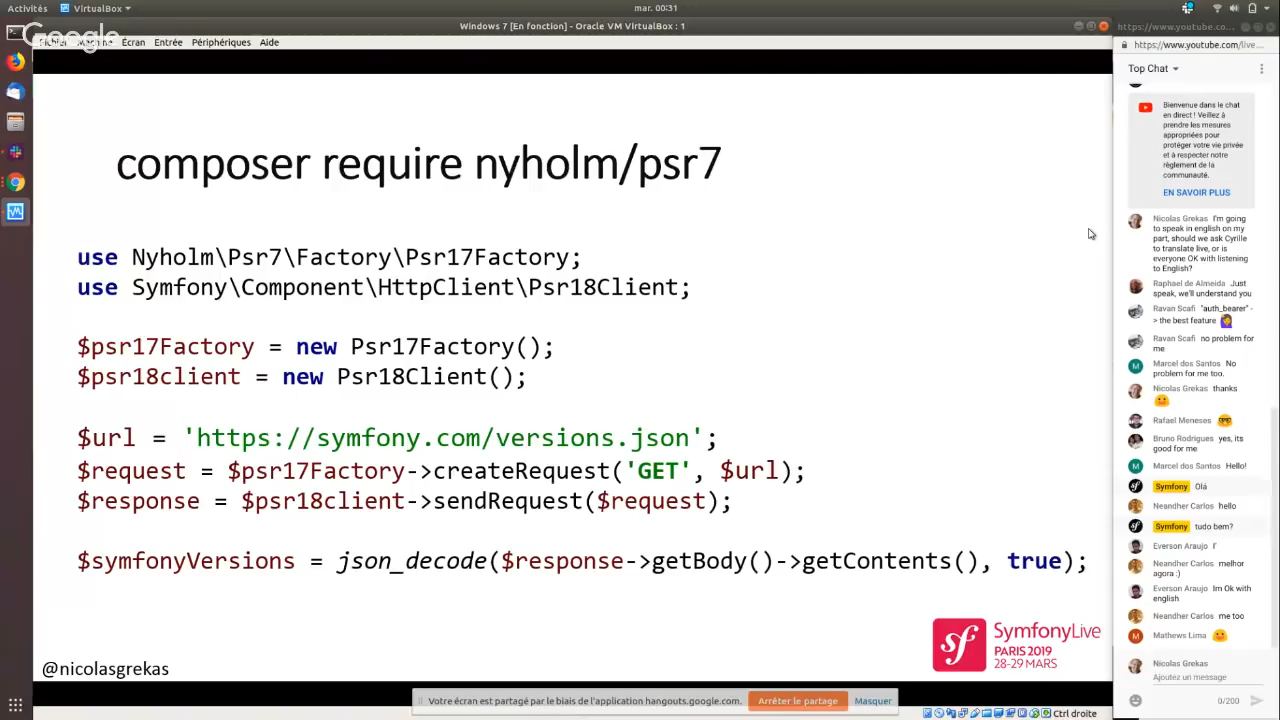 Activités
VirtualBox
mar. 00:31
Windows 7 [En fonction] - Oracle VM VirtualBox : 1
https://www.youtube.co...
Google
Fichier Machine Écran Entrée Périphériques Aide
https://www.youtube.com/live...
composer require nyholm/psr7
use Nyholm\Psr7\Factory\Psr17Factory;
use Symfony\Component\HttpClient\Psr18Client;
$psr17Factory = new Psr17Factory();
$psr18client = new Psr18Client();
$url = 'https://symfony.com/versions.json';
$request = $psr17Factory->createRequest('GET', $url);
$response = $psr18client->sendRequest($request);
$symfonyVersions = json_decode($response->getBody()->getContents(), true);
@nicolasgrekas
sf
SymfonyLive
PARIS 2019
28-29 MARS
Votre écran est partagé par le biais de l'application hangouts.google.com.
Arrêter le partage
Masquer
Ctrl droite
Top Chat
Bienvenue dans le chat
en direct ! Veillez à
prendre les mesures
appropriées pour
protéger votre vie privée
et à respecter notre
règlement de la
communauté.
EN SAVOIR PLUS
Nicolas Grekas I'm going
to speak in english on my
part, should we ask Cyrille
to translate live, or is
everyone OK with listening
to English?
Raphael de Almeida Just
speak, we'll understand you
Ravan Scafi "auth_bearer" -
> the best feature
Ravan Scafi no problem for
me
Marcel dos Santos No
problem for me too.
Nicolas Grekas thanks
Rafael Meneses
Bruno Rodrigues yes, its
good for me
Marcel dos Santos Hello!
Symfony Olá
Neandher Carlos hello
Symfony tudo bem?
Everson Araujo r
Neandher Carlos melhor
agora :)
Everson Araujo Im Ok with
english
Neandher Carlos me too
Mathews Lima
Nicolas Grekas
Ajoutez un message
0/200